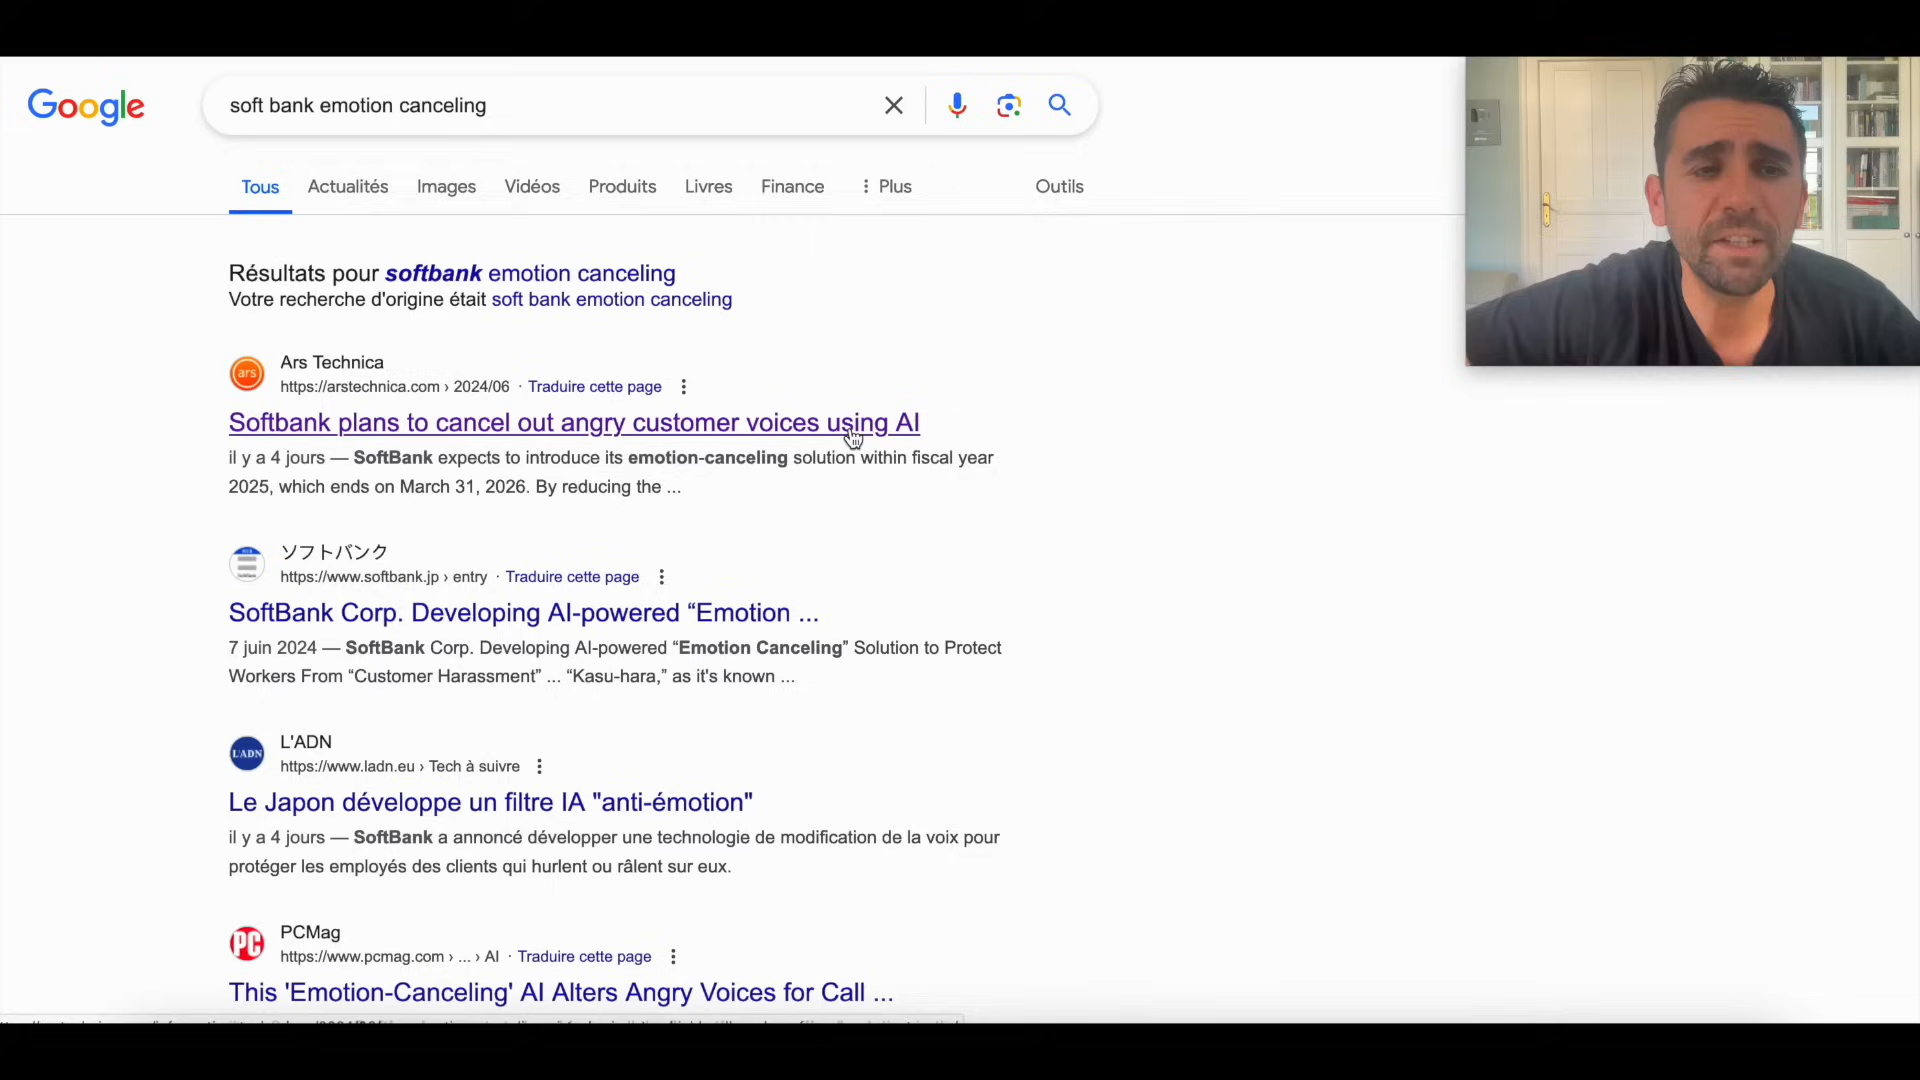 Google
soft bank emotion canceling
Tous
Actualités
Images
Vidéos
Produits
Livres
Finance
Plus
Outils
Résultats pour softbank emotion canceling
Votre recherche d'origine était soft bank emotion canceling
ars
Ars Technica
https://arstechnica.com › 2024/06 · Traduire cette page
Softbank plans to cancel out angry customer voices using AI
il y a 4 jours — SoftBank expects to introduce its emotion-canceling solution within fiscal year
2025, which ends on March 31, 2026. By reducing the ...
ソフトバンク
https://www.softbank.jp › entry · Traduire cette page
SoftBank Corp. Developing AI-powered “Emotion ...
7 juin 2024 — SoftBank Corp. Developing AI-powered “Emotion Canceling” Solution to Protect
Workers From “Customer Harassment” ... “Kasu-hara,” as it's known ...
L'ADN
L'ADN
https://www.ladn.eu › Tech à suivre
Le Japon développe un filtre IA "anti-émotion"
il y a 4 jours — SoftBank a annoncé développer une technologie de modification de la voix pour
protéger les employés des clients qui hurlent ou râlent sur eux.
PC
PCMag
https://www.pcmag.com › ... › AI · Traduire cette page
This 'Emotion-Canceling' AI Alters Angry Voices for Call ...